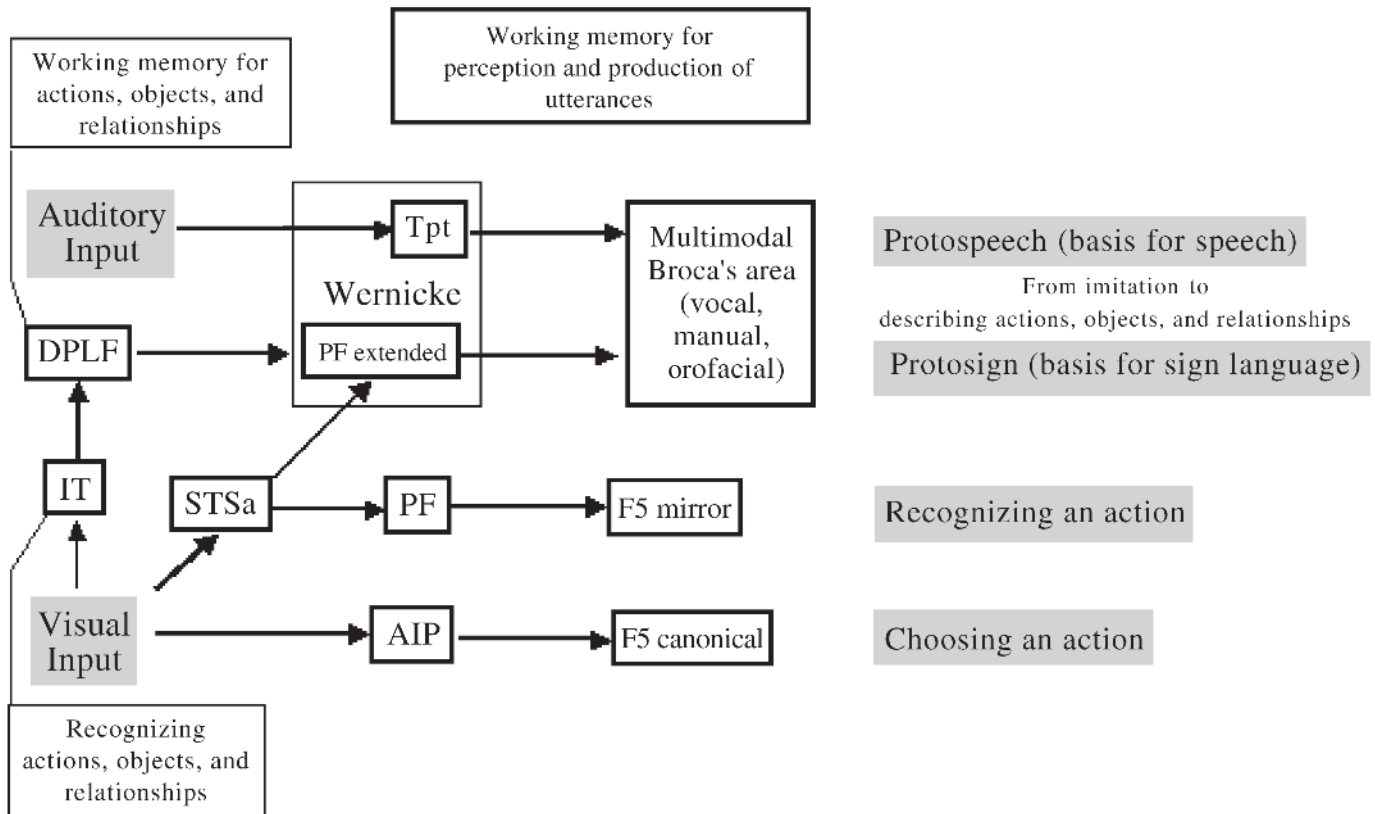 Working memory for
actions, objects, and
relationships
Working memory for
perception and production of
utterances
Auditory
Input
Tpt
Wernicke
PF extended
Multimodal
Broca's area
(vocal,
manual,
orofacial)
Protospeech (basis for speech)
From imitation to
describing actions, objects, and relationships
Protosign (basis for sign language)
DPLF
IT
STSa
PF
F5 mirror
Recognizing an action
Visual
Input
AIP
F5 canonical
Choosing an action
Recognizing
actions, objects, and
relationships